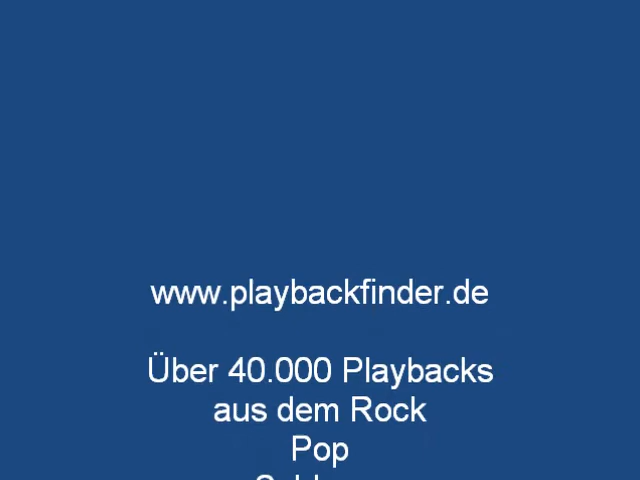 www.playbackfinder.de
Über 40.000 Playbacks
aus dem Rock
Pop